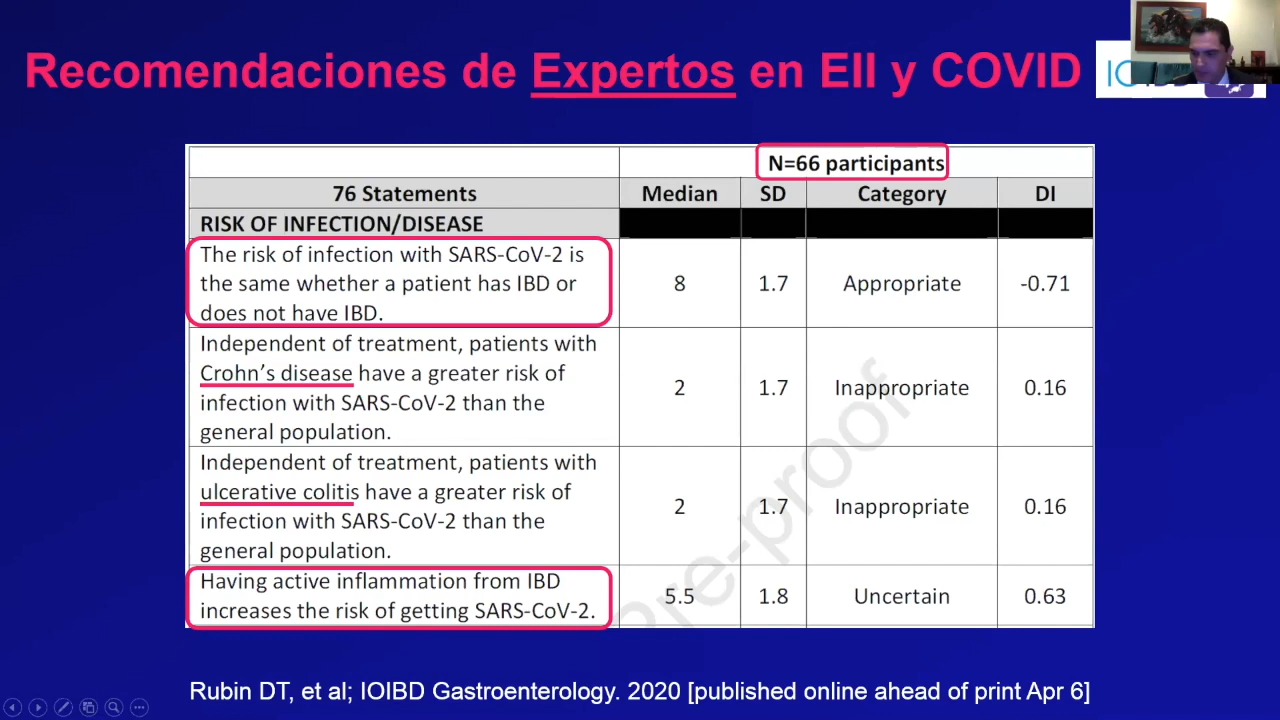 Recomendaciones de Expertos en EII y COVID
N=66 participants
76 Statements Median SD Category DI
RISK OF INFECTION/DISEASE
The risk of infection with SARS-CoV-2 is
the same whether a patient has IBD or
does not have IBD.
8 1.7 Appropriate -0.71
Independent of treatment, patients with
Crohn's disease have a greater risk of
infection with SARS-CoV-2 than the
general population.
2 1.7 Inappropriate 0.16
Independent of treatment, patients with
ulcerative colitis have a greater risk of
infection with SARS-CoV-2 than the
general population.
2 1.7 Inappropriate 0.16
Having active inflammation from IBD
increases the risk of getting SARS-CoV-2.
5.5 1.8 Uncertain 0.63
Pre-proof
Rubin DT, et al; IOIBD Gastroenterology. 2020 [published online ahead of print Apr 6]